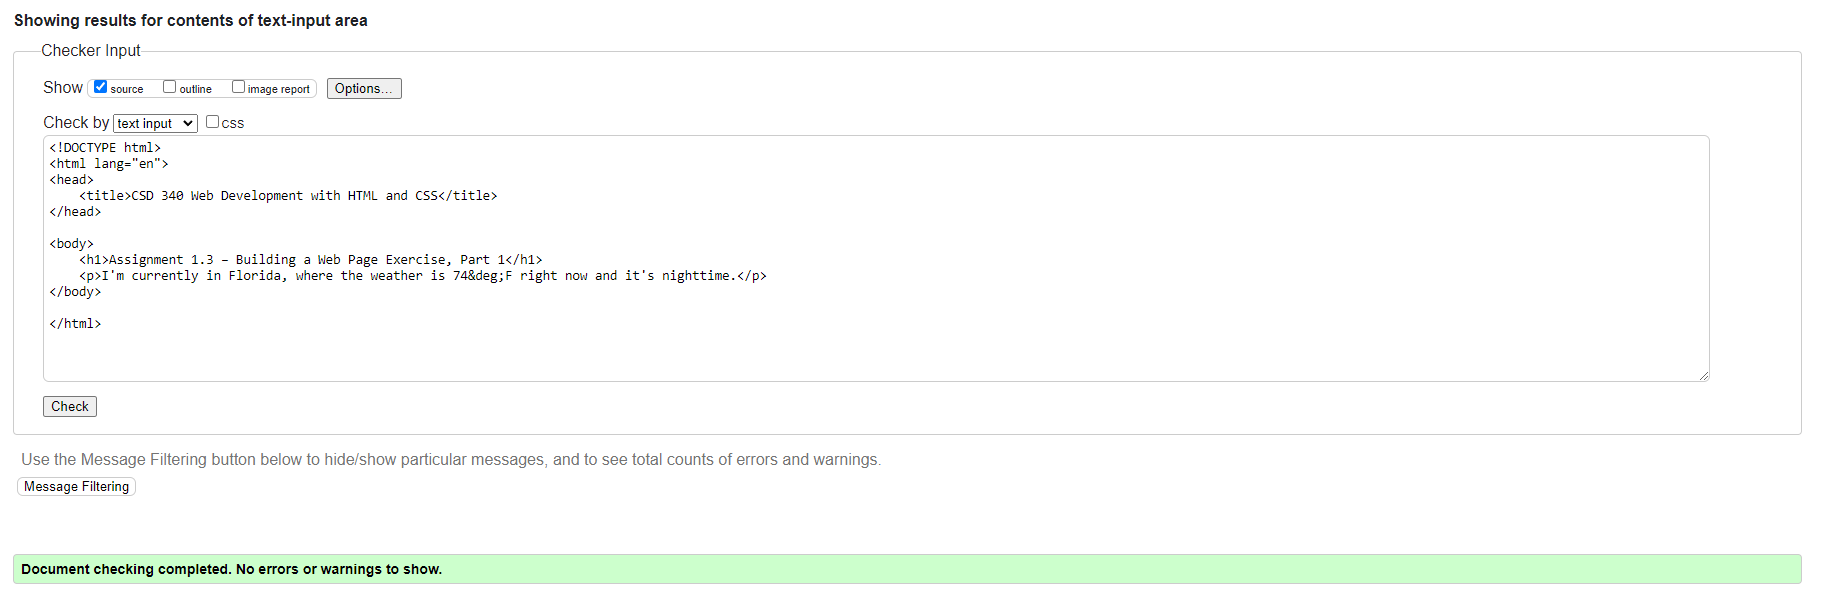 Showing results for contents of text-input area
Checker Input
Show source outline image report Options...
Check by text input css
<!DOCTYPE html>
<html lang="en">
<head>
    <title>CSD 340 Web Development with HTML and CSS</title>
</head>

<body>
    <h1>Assignment 1.3 – Building a Web Page Exercise, Part 1</h1>
    <p>I'm currently in Florida, where the weather is 74&deg;F right now and it's nighttime.</p>
</body>

</html>
Check
Use the Message Filtering button below to hide/show particular messages, and to see total counts of errors and warnings.
Message Filtering
Document checking completed. No errors or warnings to show.